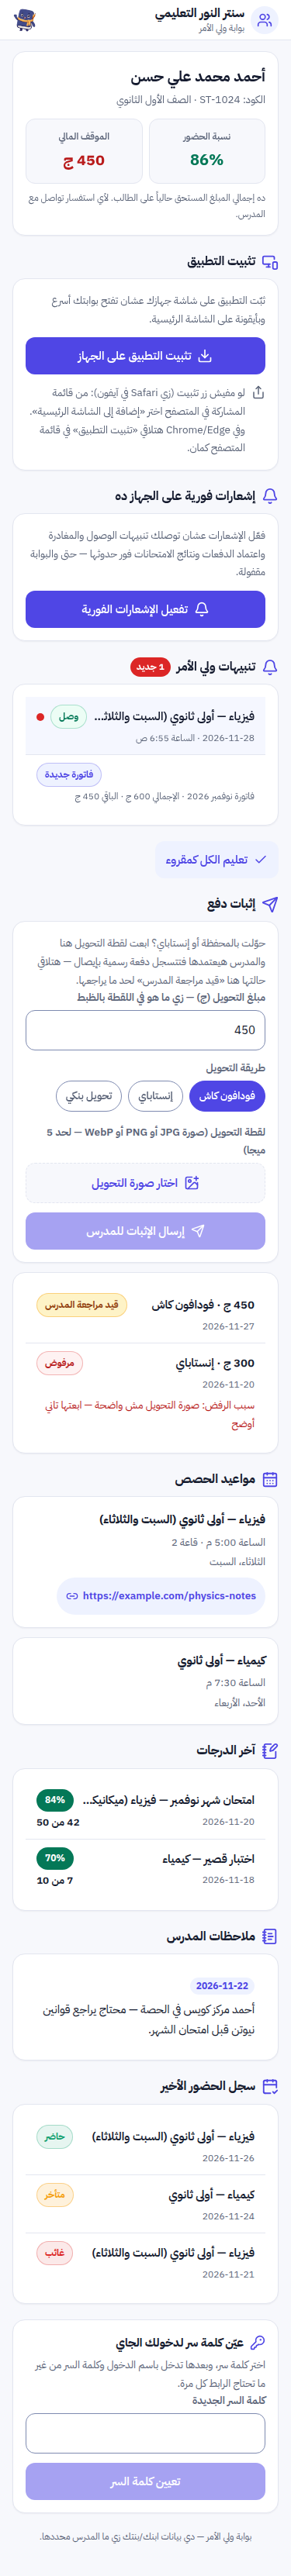 سنتر النور التعليمي
بوابة ولي الأمر
أحمد محمد علي حسن
الكود: ST-1024 · الصف الأول الثانوي
نسبة الحضور
86%
الموقف المالي
450 ج
ده إجمالي المبلغ المستحق حالياً على الطالب. لأي استفسار تواصل مع
المدرس.
تثبيت التطبيق
ثبّت التطبيق على شاشة جهازك عشان تفتح بوابتك أسرع
وبأيقونة على الشاشة الرئيسية.
تثبيت التطبيق على الجهاز
لو مفيش زر تثبيت (زي Safari في آيفون): من قائمة
المشاركة في المتصفح اختر «إضافة إلى الشاشة الرئيسية».
وفي Chrome/Edge هتلاقي «تثبيت التطبيق» في قائمة
المتصفح كمان.
إشعارات فورية على الجهاز ده
فعّل الإشعارات عشان توصلك تنبيهات الوصول والمغادرة
واعتماد الدفعات ونتائج الامتحانات فور حدوثها — حتى والبوابة
مقفولة.
تفعيل الإشعارات الفورية
تنبيهات ولي الأمر
1 جديد
فيزياء — أولى ثانوي (السبت والثلاثـ...
وصل
2026-11-28 · الساعة 6:55 ص
فاتورة جديدة
فاتورة نوفمبر 2026 · الإجمالي 600 ج · الباقي 450 ج
تعليم الكل كمقروء
إثبات دفع
حوّلت بالمحفظة أو إنستاباي؟ ابعت لقطة التحويل هنا
والمدرس هيعتمدها فتتسجل دفعة رسمية بإيصال — هتلاقي
حالتها هنا «قيد مراجعة المدرس» لحد ما يراجعها.
مبلغ التحويل (ج) — زي ما هو في اللقطة بالظبط
450
طريقة التحويل
فودافون كاش
إنستاباي
تحويل بنكي
لقطة التحويل (صورة JPG أو PNG أو WebP — لحد 5
ميجا)
اختار صورة التحويل
إرسال الإثبات للمدرس
450 ج · فودافون كاش
قيد مراجعة المدرس
2026-11-27
300 ج · إنستاباي
مرفوض
2026-11-20
سبب الرفض: صورة التحويل مش واضحة — ابعتها تاني
أوضح
مواعيد الحصص
فيزياء — أولى ثانوي (السبت والثلاثاء)
الساعة 5:00 م · قاعة 2
الثلاثاء، السبت
https://example.com/physics-notes
كيمياء — أولى ثانوي
الساعة 7:30 م
الأحد، الأربعاء
آخر الدرجات
امتحان شهر نوفمبر — فيزياء (ميكانيكـ...
84%
2026-11-20
42 من 50
اختبار قصير — كيمياء
70%
2026-11-18
7 من 10
ملاحظات المدرس
2026-11-22
أحمد مركز كويس في الحصة — محتاج يراجع قوانين
نيوتن قبل امتحان الشهر.
سجل الحضور الأخير
فيزياء — أولى ثانوي (السبت والثلاثاء)
حاضر
2026-11-26
كيمياء — أولى ثانوي
متأخر
2026-11-24
فيزياء — أولى ثانوي (السبت والثلاثاء)
غائب
2026-11-21
عيّن كلمة سر لدخولك الجاي
اختر كلمة سر، وبعدها تدخل باسم الدخول وكلمة السر من غير
ما تحتاج الرابط كل مرة.
كلمة السر الجديدة
تعيين كلمة السر
بوابة ولي الأمر — دي بيانات ابنك/بنتك زي ما المدرس محددها.